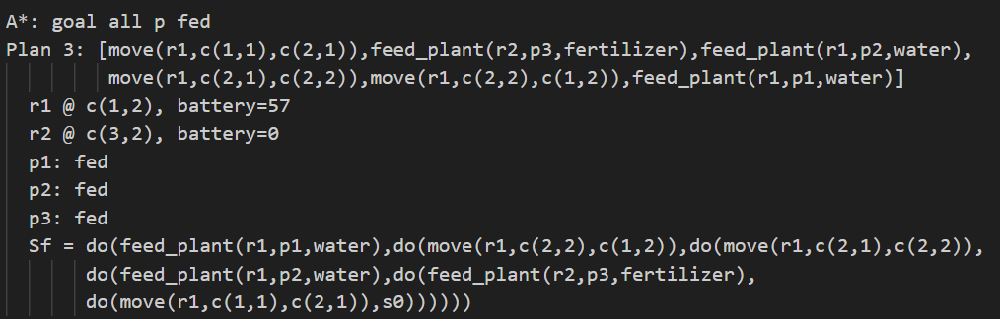 A*: goal all p fed
Plan 3: [move(r1,c(1,1),c(2,1)),feed_plant(r2,p3,fertilizer),feed_plant(r1,p2,water),
move(r1,c(2,1),c(2,2)),move(r1,c(2,2),c(1,2)),feed_plant(r1,p1,water)]
r1 @ c(1,2), battery=57
r2 @ c(3,2), battery=0
p1: fed
p2: fed
p3: fed
Sf = do(feed_plant(r1,p1,water),do(move(r1,c(2,2),c(1,2)),do(move(r1,c(2,1),c(2,2)),
do(feed_plant(r1,p2,water),do(feed_plant(r2,p3,fertilizer),
do(move(r1,c(1,1),c(2,1)),s0))))))